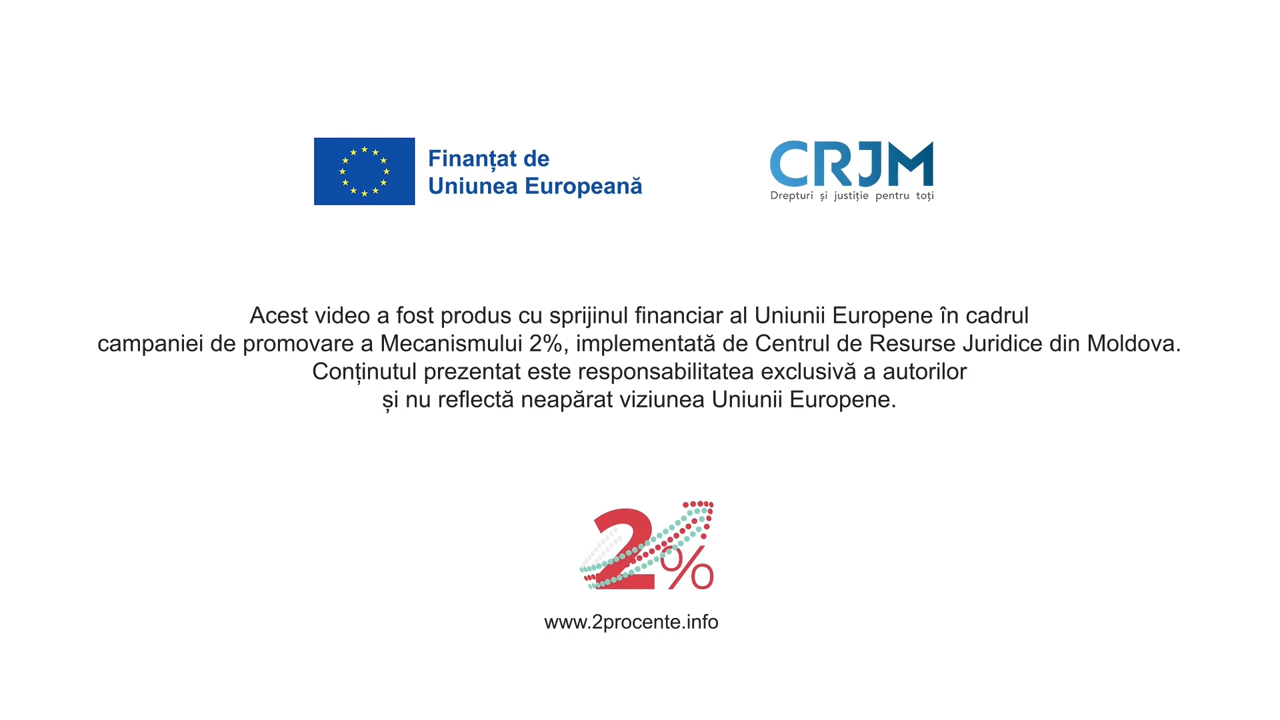 Finanțat de
Uniunea Europeană
CRJM
Drepturi și justiție pentru toți
Acest video a fost produs cu sprijinul financiar al Uniunii Europene în cadrul
campaniei de promovare a Mecanismului 2%, implementată de Centrul de Resurse Juridice din Moldova.
Conținutul prezentat este responsabilitatea exclusivă a autorilor
și nu reflectă neapărat viziunea Uniunii Europene.
2%
www.2procente.info